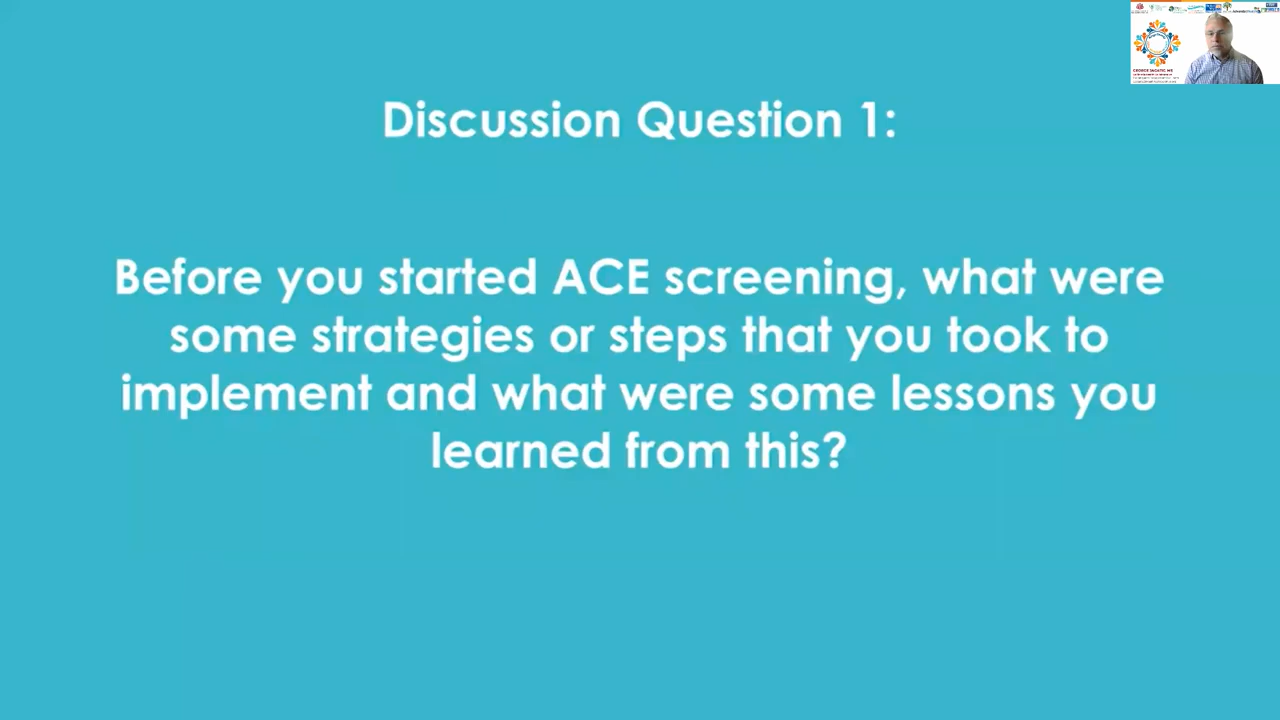 Discussion Question 1:
Before you started ACE screening, what were
some strategies or steps that you took to
implement and what were some lessons you
learned from this?